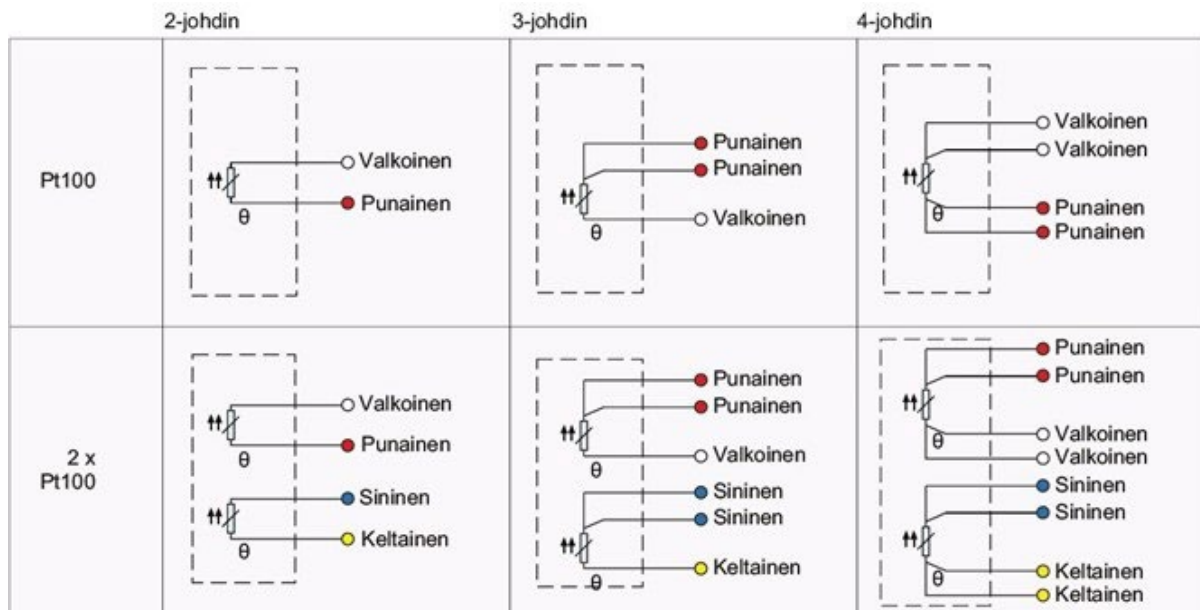 2-johdin
3-johdin
4-johdin
Pt100
Valkoinen
Punainen
θ
Punainen
Punainen
Valkoinen
θ
Valkoinen
Valkoinen
Punainen
Punainen
θ
2 x
Pt100
Valkoinen
Punainen
θ
Sininen
Keltainen
θ
Punainen
Punainen
Valkoinen
θ
Sininen
Sininen
Keltainen
θ
Punainen
Punainen
Valkoinen
Valkoinen
θ
Sininen
Sininen
Keltainen
Keltainen
θ